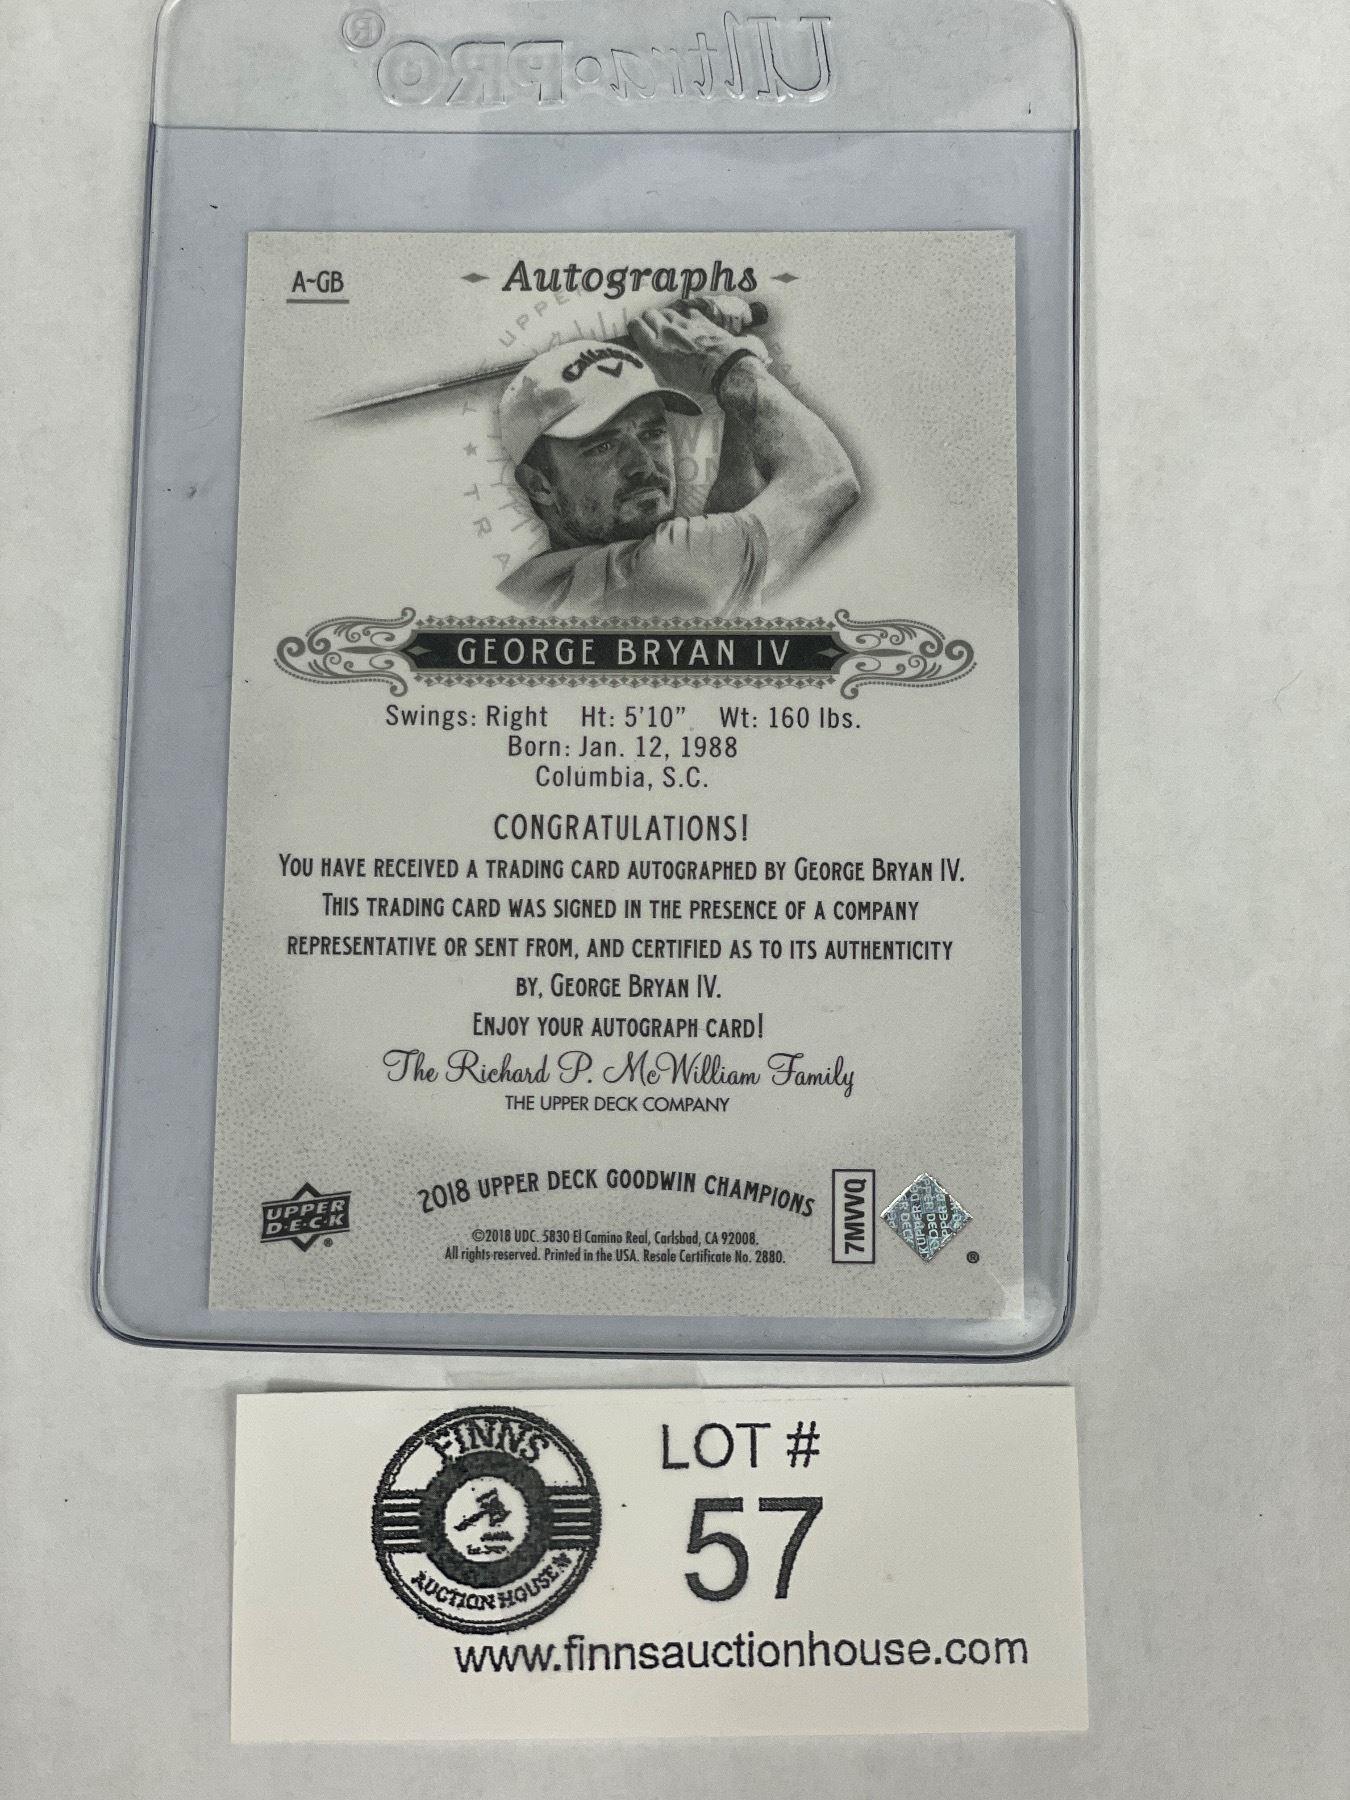 Ultra•PRO®
A-GB
Autographs
Callaway
GEORGE BRYAN IV
Swings: Right Ht: 5'10" Wt: 160 lbs.
Born: Jan. 12, 1988
Columbia, S.C.
CONGRATULATIONS!
YOU HAVE RECEIVED A TRADING CARD AUTOGRAPHED BY GEORGE BRYAN IV.
THIS TRADING CARD WAS SIGNED IN THE PRESENCE OF A COMPANY
REPRESENTATIVE OR SENT FROM, AND CERTIFIED AS TO ITS AUTHENTICITY
BY, GEORGE BRYAN IV.
ENJOY YOUR AUTOGRAPH CARD!
The Richard P. McWilliam Family
THE UPPER DECK COMPANY
UPPER
DECK®
2018 UPPER DECK GOODWIN CHAMPIONS
©2018 UDC. 5830 El Camino Real, Carlsbad, CA 92008.
All rights reserved. Printed in the USA. Resale Certificate No. 2880.
7MVVQ
®
FINNS
AUCTION HOUSE
LOT #
57
www.finnsauctionhouse.com